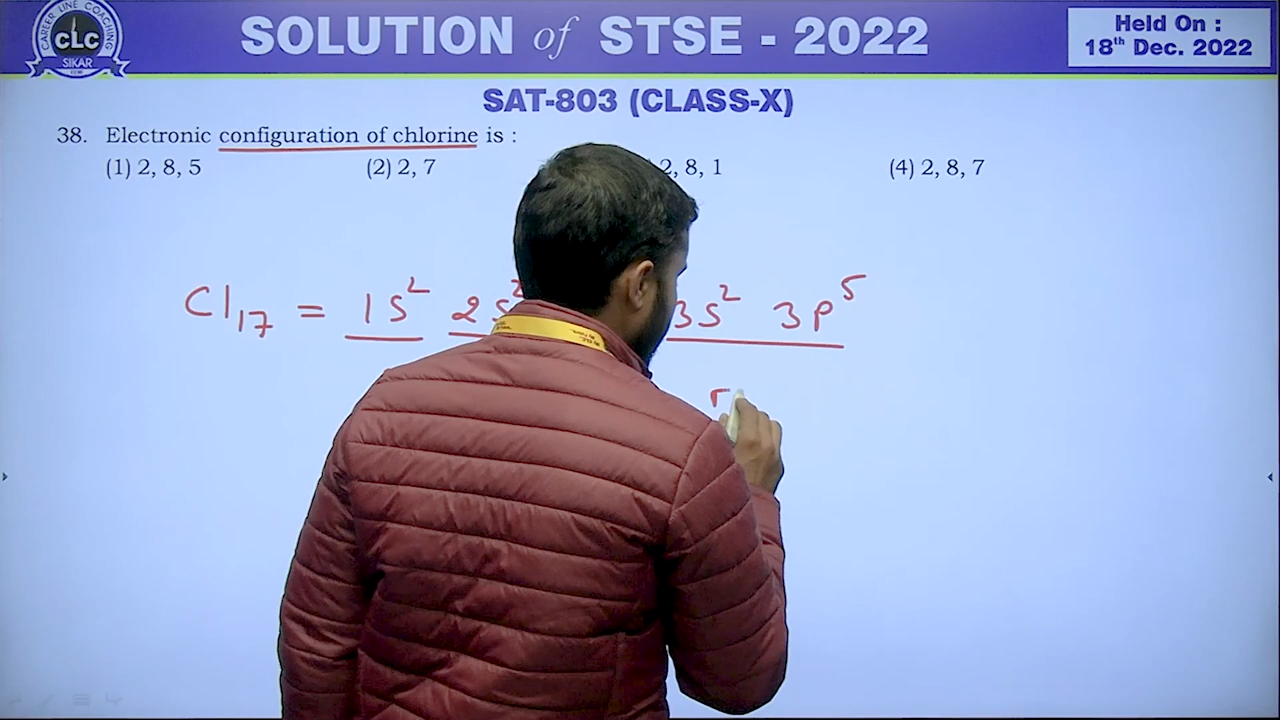 CAREER LINE COACHING
CLC
SIKAR
SOLUTION of STSE - 2022
Held On :
18th Dec. 2022
SAT-803 (CLASS-X)
38. Electronic configuration of chlorine is :
(1) 2, 8, 5 (2) 2, 7 2, 8, 1 (4) 2, 8, 7
Cl17 = 1s² 2s² 3s² 3p⁵